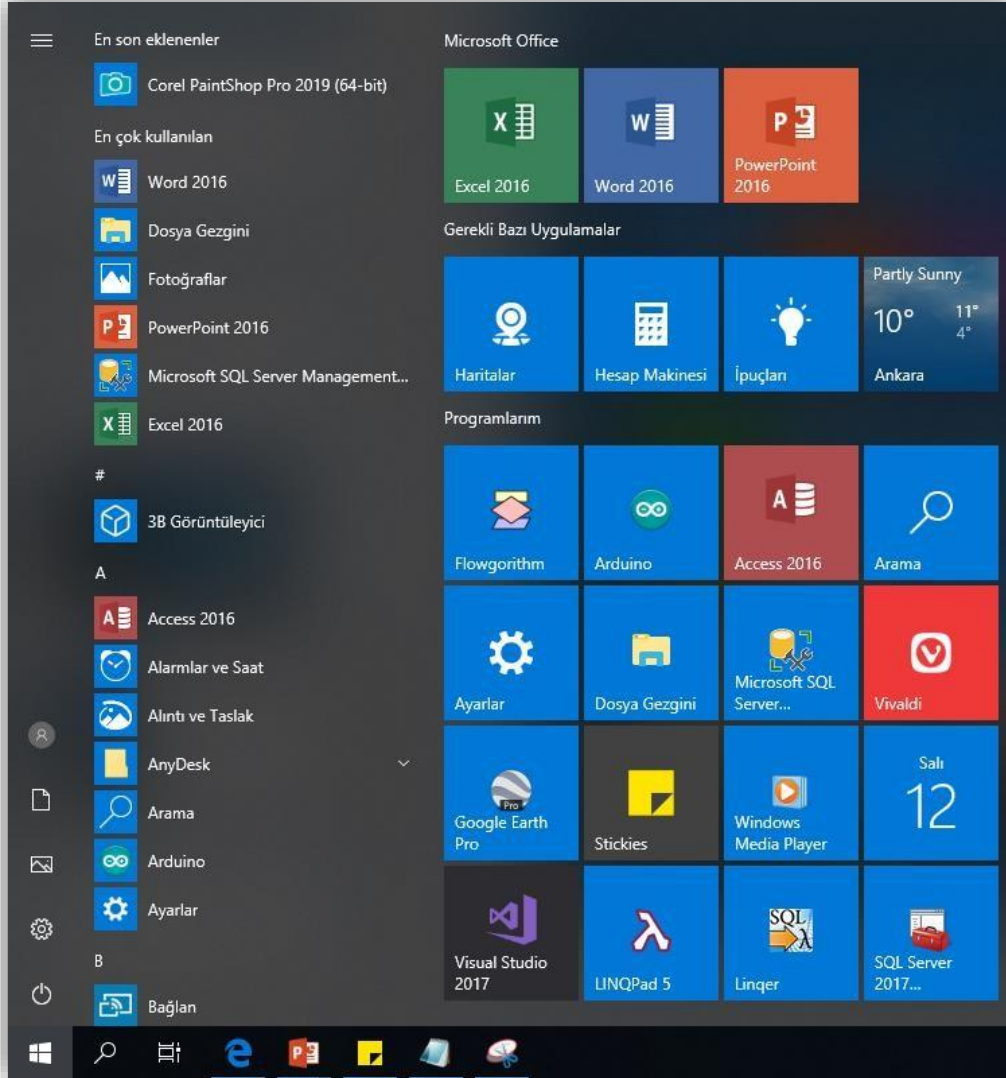 En son eklenenler
Corel PaintShop Pro 2019 (64-bit)
En çok kullanılan
Word 2016
Dosya Gezgini
Fotoğraflar
PowerPoint 2016
Microsoft SQL Server Management...
Excel 2016
#
3B Görüntüleyici
A
Access 2016
Alarmlar ve Saat
Alıntı ve Taslak
AnyDesk
Arama
Arduino
Ayarlar
B
Bağlan
Microsoft Office
Excel 2016
Word 2016
PowerPoint
2016
Gerekli Bazı Uygulamalar
Haritalar
Hesap Makinesi
İpuçları
Partly Sunny
10°
11°
4°
Ankara
Programlarım
Flowgorithm
Arduino
Access 2016
Arama
Ayarlar
Dosya Gezgini
Microsoft SQL
Server...
Vivaldi
Pro
Google Earth
Pro
Stickies
Windows
Media Player
Salı
12
Visual Studio
2017
LINQPad 5
SQL
Linqer
SQL Server
2017...